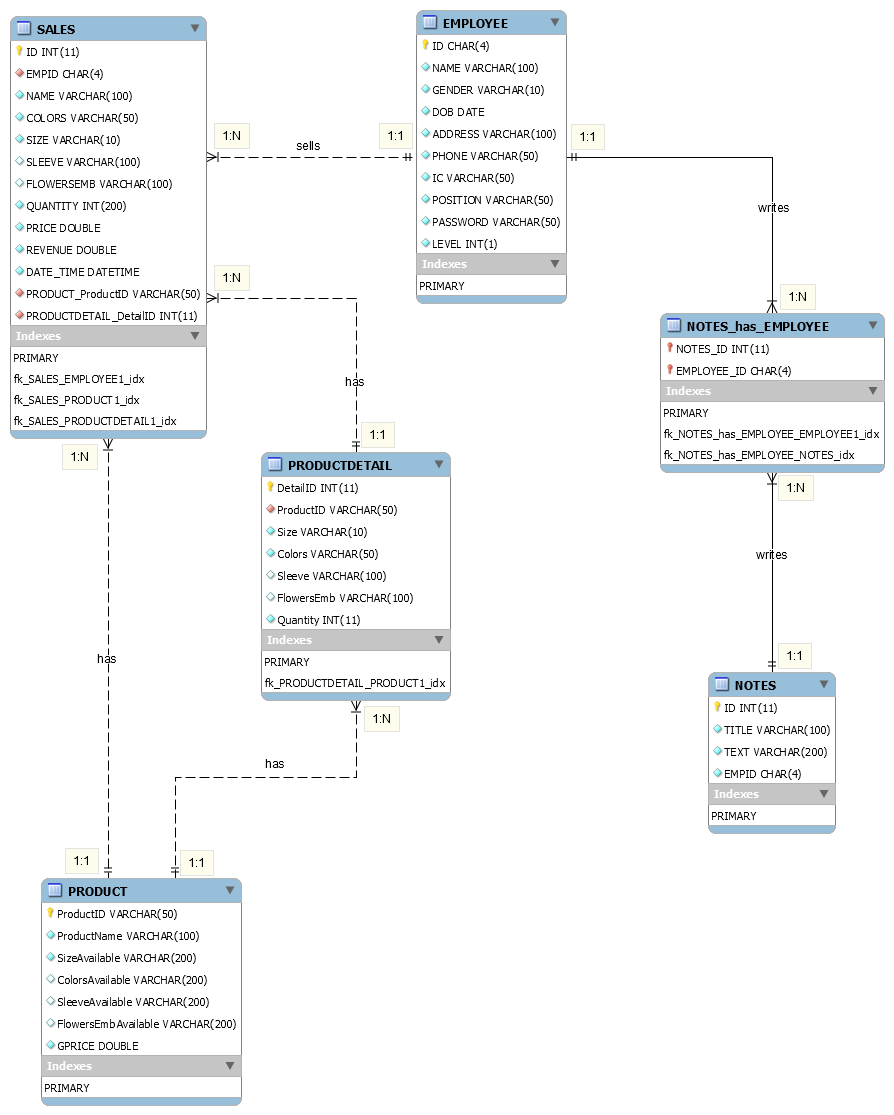 SALES
ID INT(11)
EMPID CHAR(4)
NAME VARCHAR(100)
COLORS VARCHAR(50)
SIZE VARCHAR(10)
SLEEVE VARCHAR(100)
FLOWERSEMB VARCHAR(100)
QUANTITY INT(200)
PRICE DOUBLE
REVENUE DOUBLE
DATE_TIME DATETIME
PRODUCT_ProductID VARCHAR(50)
PRODUCTDETAIL_DetailID INT(11)
Indexes
PRIMARY
fk_SALES_EMPLOYEE1_idx
fk_SALES_PRODUCT1_idx
fk_SALES_PRODUCTDETAIL1_idx
1:N
sells
1:1
EMPLOYEE
ID CHAR(4)
NAME VARCHAR(100)
GENDER VARCHAR(10)
DOB DATE
ADDRESS VARCHAR(100)
PHONE VARCHAR(50)
IC VARCHAR(50)
POSITION VARCHAR(50)
PASSWORD VARCHAR(50)
LEVEL INT(1)
Indexes
PRIMARY
1:1
writes
1:N
NOTES_has_EMPLOYEE
NOTES_ID INT(11)
EMPLOYEE_ID CHAR(4)
Indexes
PRIMARY
fk_NOTES_has_EMPLOYEE_EMPLOYEE1_idx
fk_NOTES_has_EMPLOYEE_NOTES_idx
1:N
writes
1:1
NOTES
ID INT(11)
TITLE VARCHAR(100)
TEXT VARCHAR(200)
EMPID CHAR(4)
Indexes
PRIMARY
1:N
has
1:1
PRODUCTDETAIL
DetailID INT(11)
ProductID VARCHAR(50)
Size VARCHAR(10)
Colors VARCHAR(50)
Sleeve VARCHAR(100)
FlowersEmb VARCHAR(100)
Quantity INT(11)
Indexes
PRIMARY
fk_PRODUCTDETAIL_PRODUCT1_idx
1:N
has
1:1
1:N
has
1:1
PRODUCT
ProductID VARCHAR(50)
ProductName VARCHAR(100)
SizeAvailable VARCHAR(200)
ColorsAvailable VARCHAR(200)
SleeveAvailable VARCHAR(200)
FlowersEmbAvailable VARCHAR(200)
GPRICE DOUBLE
Indexes
PRIMARY